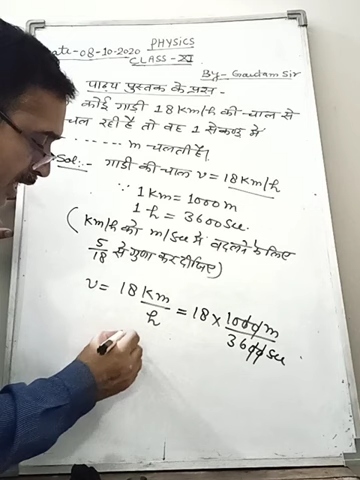 PHYSICS
ate-08-10-2020
CLASS-XI
By-Gautam Sir
पाठ्य पुस्तक के प्रश्न-
कोई गाड़ी 18 KM/h की चाल से
चल रही है तो वह 1 सेकण्ड में
...... m चलती है।
Sol:- गाड़ी की चाल v = 18 KM/h
∵ 1 KM = 1000 M
1 h = 3600 Sec.
(KM/h को m/sec में बदलने के लिए
5/18 से गुणा कर दीजिए)
v = 18 KM/h = 18 × 1000 m/3600 sec